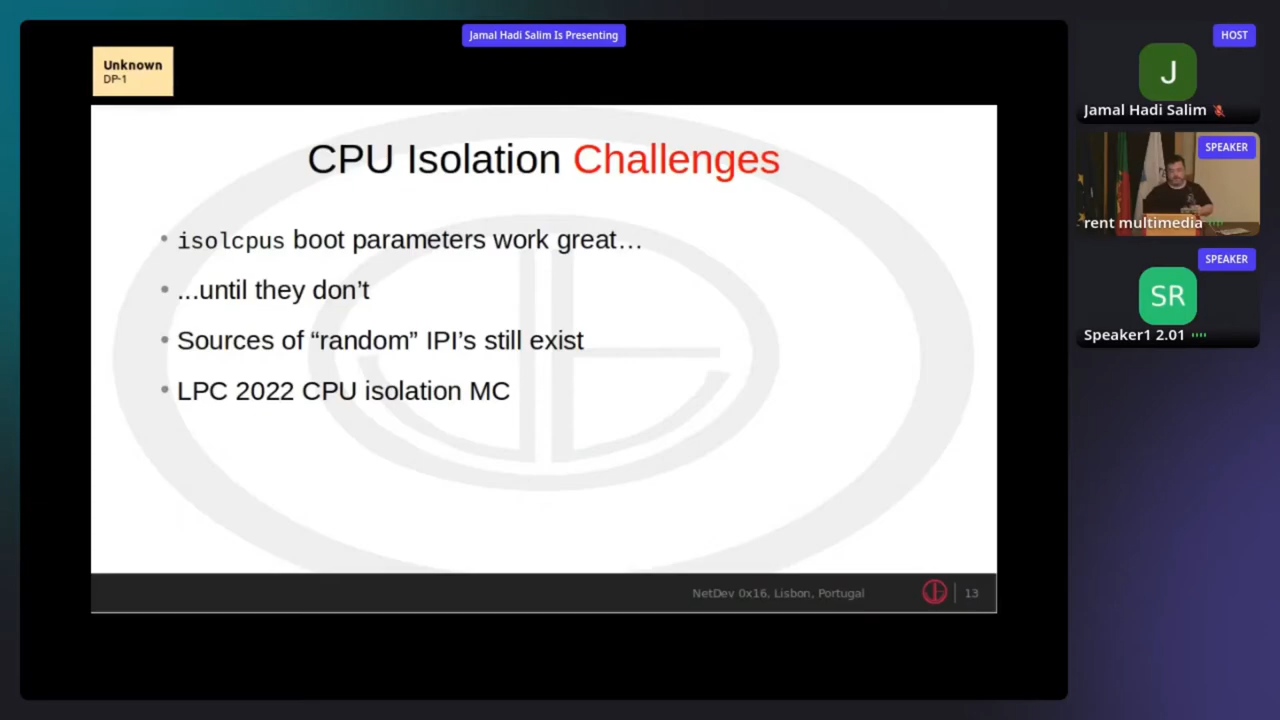 Jamal Hadi Salim Is Presenting
Unknown
DP-1
CPU Isolation Challenges
• isolcpus boot parameters work great…
• ...until they don’t
• Sources of “random” IPI’s still exist
• LPC 2022 CPU isolation MC
NetDev 0x16, Lisbon, Portugal
13
HOST
J
Jamal Hadi Salim
SPEAKER
rent multimedia
SPEAKER
SR
Speaker1 2.01